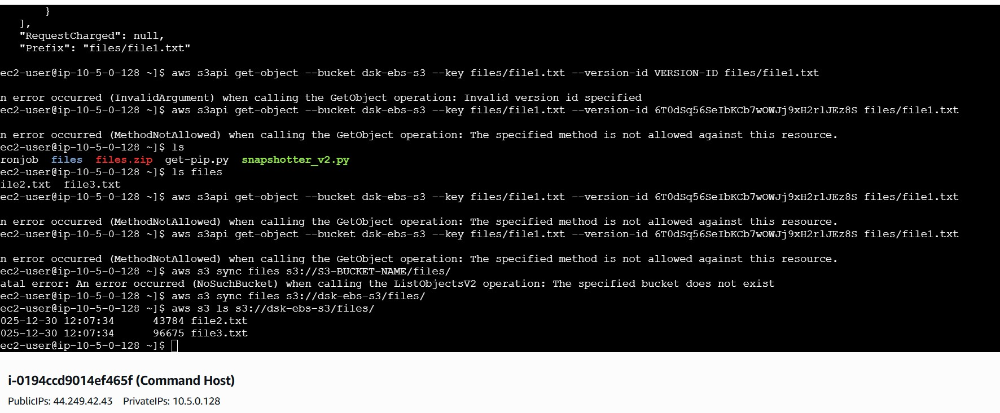 }
],
"RequestCharged": null,
"Prefix": "files/file1.txt"
ec2-user@ip-10-5-0-128 ~]$ aws s3api get-object --bucket dsk-ebs-s3 --key files/file1.txt --version-id VERSION-ID files/file1.txt
n error occurred (InvalidArgument) when calling the GetObject operation: Invalid version id specified
ec2-user@ip-10-5-0-128 ~]$ aws s3api get-object --bucket dsk-ebs-s3 --key files/file1.txt --version-id 6T0dSq56SeIbKCb7wOWJj9xH2rlJEz8S files/file1.txt
n error occurred (MethodNotAllowed) when calling the GetObject operation: The specified method is not allowed against this resource.
ec2-user@ip-10-5-0-128 ~]$ ls
ronjob files files.zip get-pip.py snapshotter_v2.py
ec2-user@ip-10-5-0-128 ~]$ ls files
ile2.txt file3.txt
ec2-user@ip-10-5-0-128 ~]$ aws s3api get-object --bucket dsk-ebs-s3 --key files/file1.txt --version-id 6T0dSq56SeIbKCb7wOWJj9xH2rlJEz8S files/file1.txt
n error occurred (MethodNotAllowed) when calling the GetObject operation: The specified method is not allowed against this resource.
ec2-user@ip-10-5-0-128 ~]$ aws s3api get-object --bucket dsk-ebs-s3 --key files/file1.txt --version-id 6T0dSq56SeIbKCb7wOWJj9xH2rlJEz8S files/file1.txt
n error occurred (MethodNotAllowed) when calling the GetObject operation: The specified method is not allowed against this resource.
ec2-user@ip-10-5-0-128 ~]$ aws s3 sync files s3://S3-BUCKET-NAME/files/
atal error: An error occurred (NoSuchBucket) when calling the ListObjectsV2 operation: The specified bucket does not exist
ec2-user@ip-10-5-0-128 ~]$ aws s3 sync files s3://dsk-ebs-s3/files/
ec2-user@ip-10-5-0-128 ~]$ aws s3 ls s3://dsk-ebs-s3/files/
025-12-30 12:07:34 43784 file2.txt
025-12-30 12:07:34 96675 file3.txt
ec2-user@ip-10-5-0-128 ~]$
i-0194ccd9014ef465f (Command Host)
PublicIPs: 44.249.42.43 PrivateIPs: 10.5.0.128